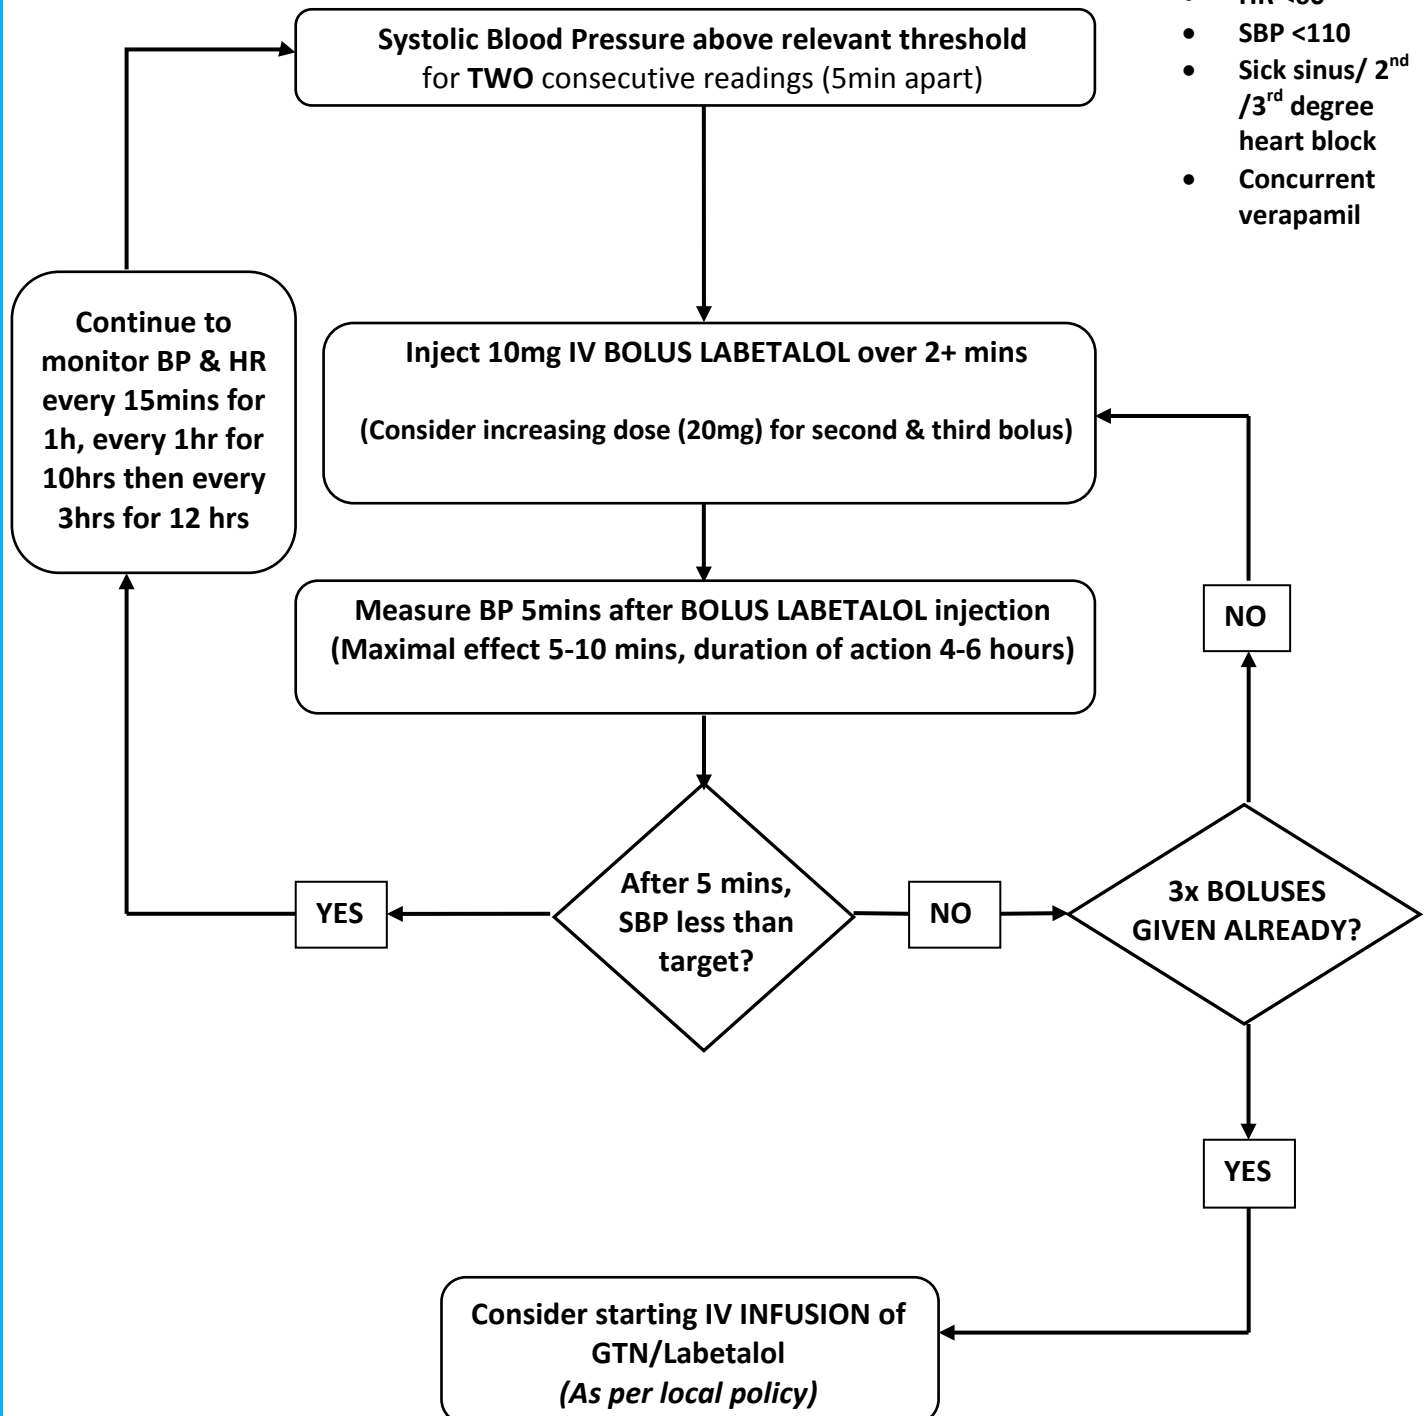 Systolic Blood Pressure above relevant threshold
for TWO consecutive readings (5min apart)
• SBP <110
• Sick sinus/ 2nd
/3rd degree
heart block
• Concurrent
verapamil
Continue to
monitor BP & HR
every 15mins for
1h, every 1hr for
10hrs then every
3hrs for 12 hrs
Inject 10mg IV BOLUS LABETALOL over 2+ mins
(Consider increasing dose (20mg) for second & third bolus)
Measure BP 5mins after BOLUS LABETALOL injection
(Maximal effect 5-10 mins, duration of action 4-6 hours)
NO
After 5 mins,
SBP less than
target?
YES
NO
3x BOLUSES
GIVEN ALREADY?
YES
Consider starting IV INFUSION of
GTN/Labetalol
(As per local policy)